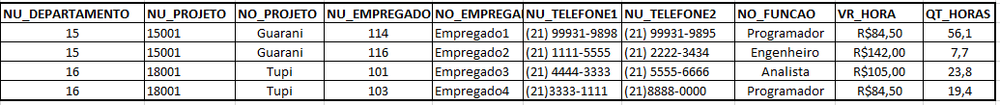 NU_DEPARTAMENTO NU_PROJETO NO_PROJETO NU_EMPREGADO NO_EMPREGA NU_TELEFONE1 NU_TELEFONE2 NO_FUNCAO VR_HORA QT_HORAS
15 15001 Guarani 114 Empregado1 (21) 99931-9898 (21) 99931-9895 Programador R$84,50 56,1
15 15001 Guarani 116 Empregado2 (21) 1111-5555 (21) 2222-3434 Engenheiro R$142,00 7,7
16 18001 Tupi 101 Empregado3 (21) 4444-3333 (21) 5555-6666 Analista R$105,00 23,8
16 18001 Tupi 103 Empregado4 (21)3333-1111 (21)8888-0000 Programador R$84,50 19,4